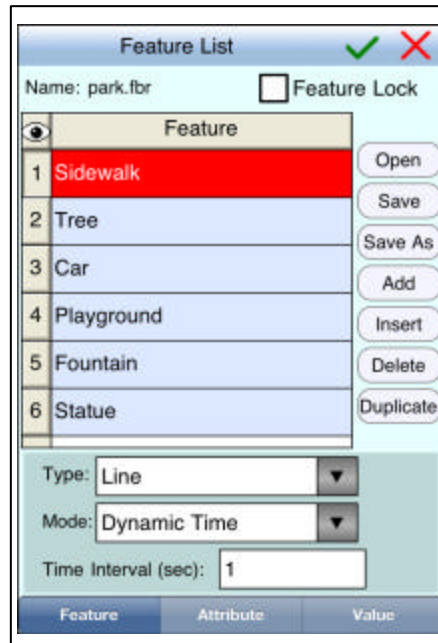 Feature List
Name: park.fbr Feature Lock
Feature
1 Sidewalk
2 Tree
3 Car
4 Playground
5 Fountain
6 Statue
Open
Save
Save As
Add
Insert
Delete
Duplicate
Type: Line
Mode: Dynamic Time
Time Interval (sec): 1
Feature Attribute Value